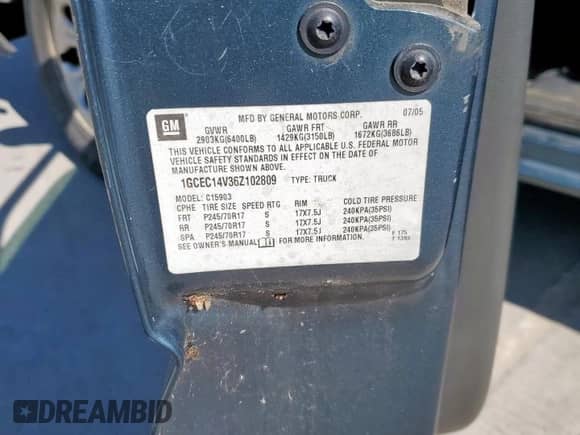 GM
MFD BY GENERAL MOTORS CORP. 07/05
GVWR GAWR FRT GAWR RR
2903KG(6400LB) 1429KG(3150LB) 1672KG(3686LB)
THIS VEHICLE CONFORMS TO ALL APPLICABLE U.S. FEDERAL MOTOR
VEHICLE SAFETY STANDARDS IN EFFECT ON THE DATE OF
MANUFACTURE SHOWN ABOVE.
1GCEC14V36Z102809 TYPE: TRUCK
MODEL: C15903
CPHE TIRE SIZE SPEED RTG RIM COLD TIRE PRESSURE
FRT P245/70R17 S 17X7.5J 240KPA(35PSI)
RR P245/70R17 S 17X7.5J 240KPA(35PSI)
SPA P245/70R17 S 17X7.5J 240KPA(35PSI)
SEE OWNER'S MANUAL FOR MORE INFORMATION. F 175
T 1393
DREAMBID